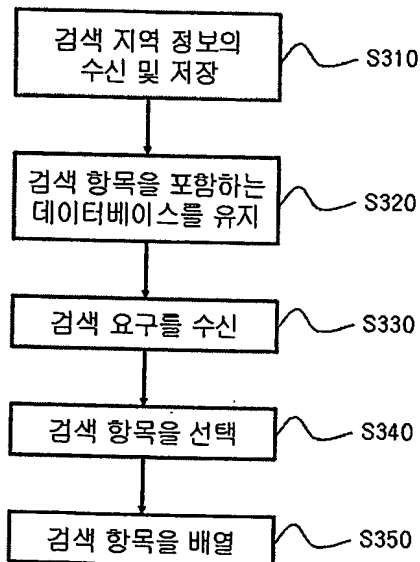 검색 지역 정보의
수신 및 저장
S310
검색 항목을 포함하는
데이터베이스를 유지
S320
검색 요구를 수신
S330
검색 항목을 선택
S340
검색 항목을 배열
S350